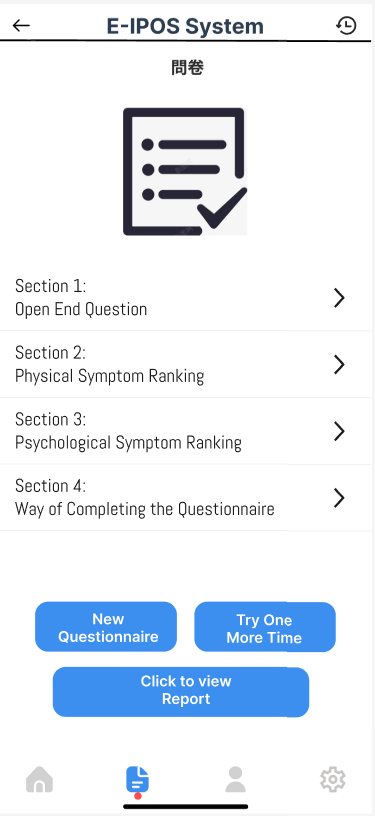 E-IPOS System
問卷
Section 1:
Open End Question
Section 2:
Physical Symptom Ranking
Section 3:
Psychological Symptom Ranking
Section 4:
Way of Completing the Questionnaire
New
Questionnaire
Try One
More Time
Click to view
Report